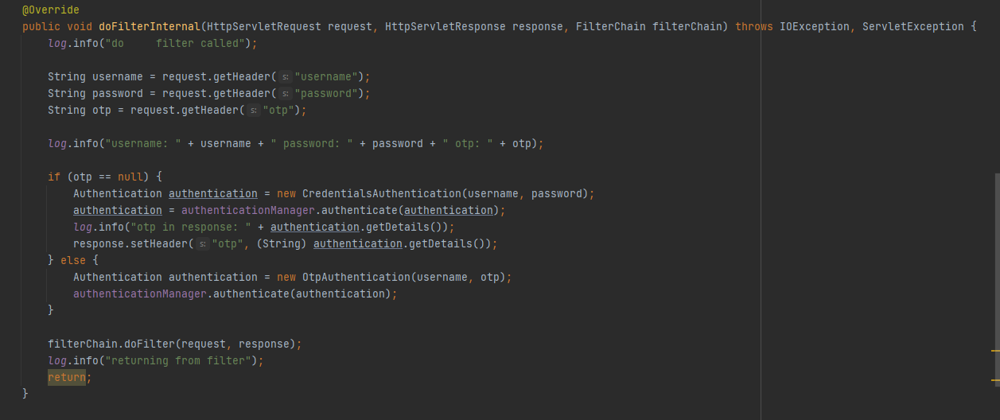 @Override
public void doFilterInternal(HttpServletRequest request, HttpServletResponse response, FilterChain filterChain) throws IOException, ServletException {
    log.info("do     filter called");
    String username = request.getHeader( s: "username");
    String password = request.getHeader( s: "password");
    String otp = request.getHeader( s: "otp");
    log.info("username: " + username + " password: " + password + " otp: " + otp);
    if (otp == null) {
        Authentication authentication = new CredentialsAuthentication(username, password);
        authentication = authenticationManager.authenticate(authentication);
        log.info("otp in response: " + authentication.getDetails());
        response.setHeader( s: "otp", (String) authentication.getDetails());
    } else {
        Authentication authentication = new OtpAuthentication(username, otp);
        authenticationManager.authenticate(authentication);
    }
    filterChain.doFilter(request, response);
    log.info("returning from filter");
    return;
}